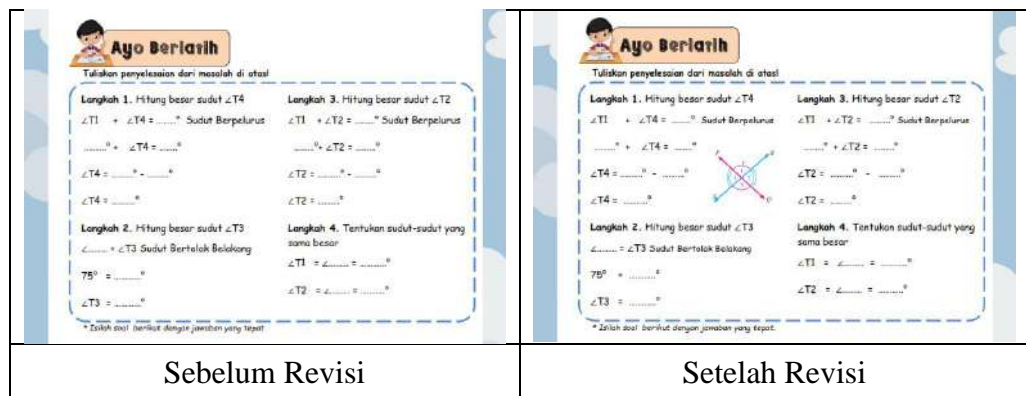 Ayo Berlatih
Tuliskan penyelesaian dari masalah di atas!
Langkah 1. Hitung besar sudut ∠T4
∠T1 + ∠T4 = .......° Sudut Berpelurus
.........° + ∠T4 = .......°
∠T4 = .........° - .........°
∠T4 = .........°
Langkah 2. Hitung besar sudut ∠T3
∠......... = ∠T3 Sudut Bertolak Belakang
75° = ..........°
∠T3 = ..........°
Langkah 3. Hitung besar sudut ∠T2
∠T1 + ∠T2 = .......° Sudut Berpelurus
.........°+ ∠T2 = .......°
∠T2 = .........° - .........°
∠T2 = .........°
Langkah 4. Tentukan sudut-sudut yang
sama besar
∠T1 = ∠......... = ..........°
∠T2 = ∠......... = .........°
* Isilah soal berikut dengan jawaban yang tepat
Sebelum Revisi
Ayo Berlatih
Tuliskan penyelesaian dari masalah di atas!
Langkah 1. Hitung besar sudut ∠T4
∠T1 + ∠T4 = .......° Sudut Berpelurus
.........° + ∠T4 = .......°
∠T4 = .........° - .........°
∠T4 = .........°
Langkah 2. Hitung besar sudut ∠T3
∠......... = ∠T3 Sudut Bertolak Belakang
75° = ..........°
∠T3 = ..........°
Langkah 3. Hitung besar sudut ∠T2
∠T1 + ∠T2 = .......° Sudut Berpelurus
.........° + ∠T2 = .......°
∠T2 = .........° - .........°
∠T2 = .........°
Langkah 4. Tentukan sudut-sudut yang
sama besar
∠T1 = ∠......... = ..........°
∠T2 = ∠......... = ..........°
* Isilah soal berikut dengan jawaban yang tepat.
Setelah Revisi